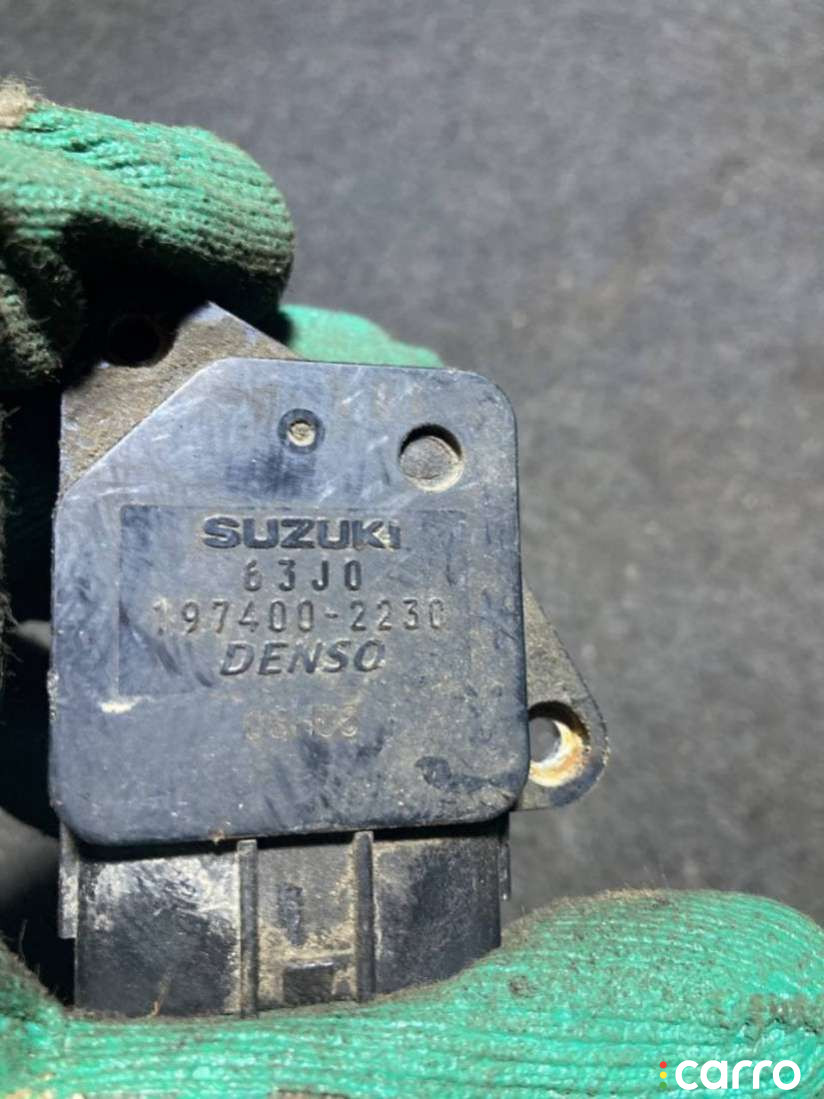 SUZUKI
63J0
197400-2230
DENSO
carro